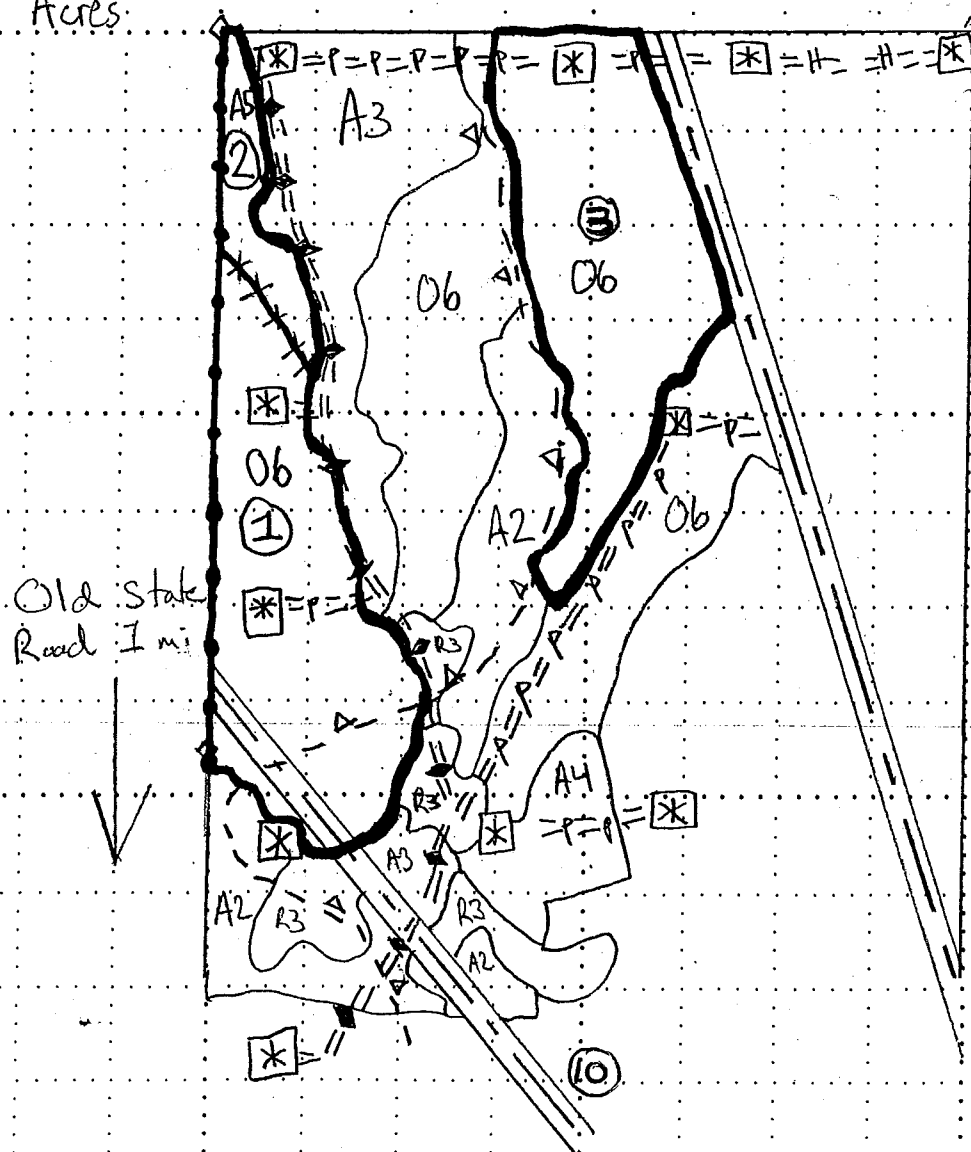 Acres:
= P = P = P = P = P = = P = = H = = H = =
A5
A3
2
3
06
06
= P =
06
P
06
1
A2
P
Old State
= P =
Road 1 mi
R3
P
P
P
A4
R3
= P = P =
A3
A2
R3
R3
A2
10